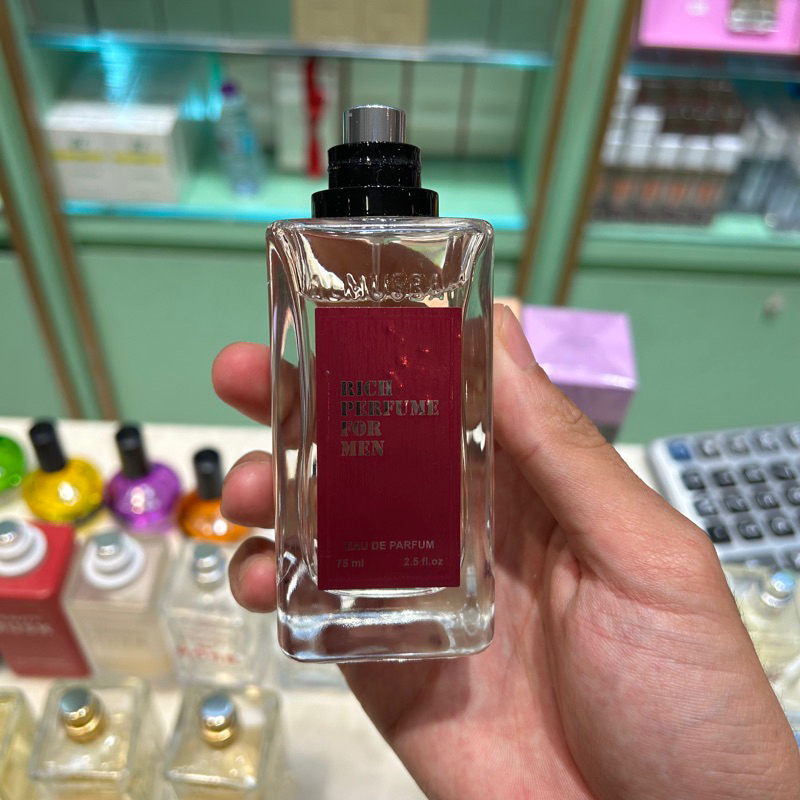 RICH
PERFUME
FOR
MEN
EAU DE PARFUM
75 ml 2.5 fl.oz